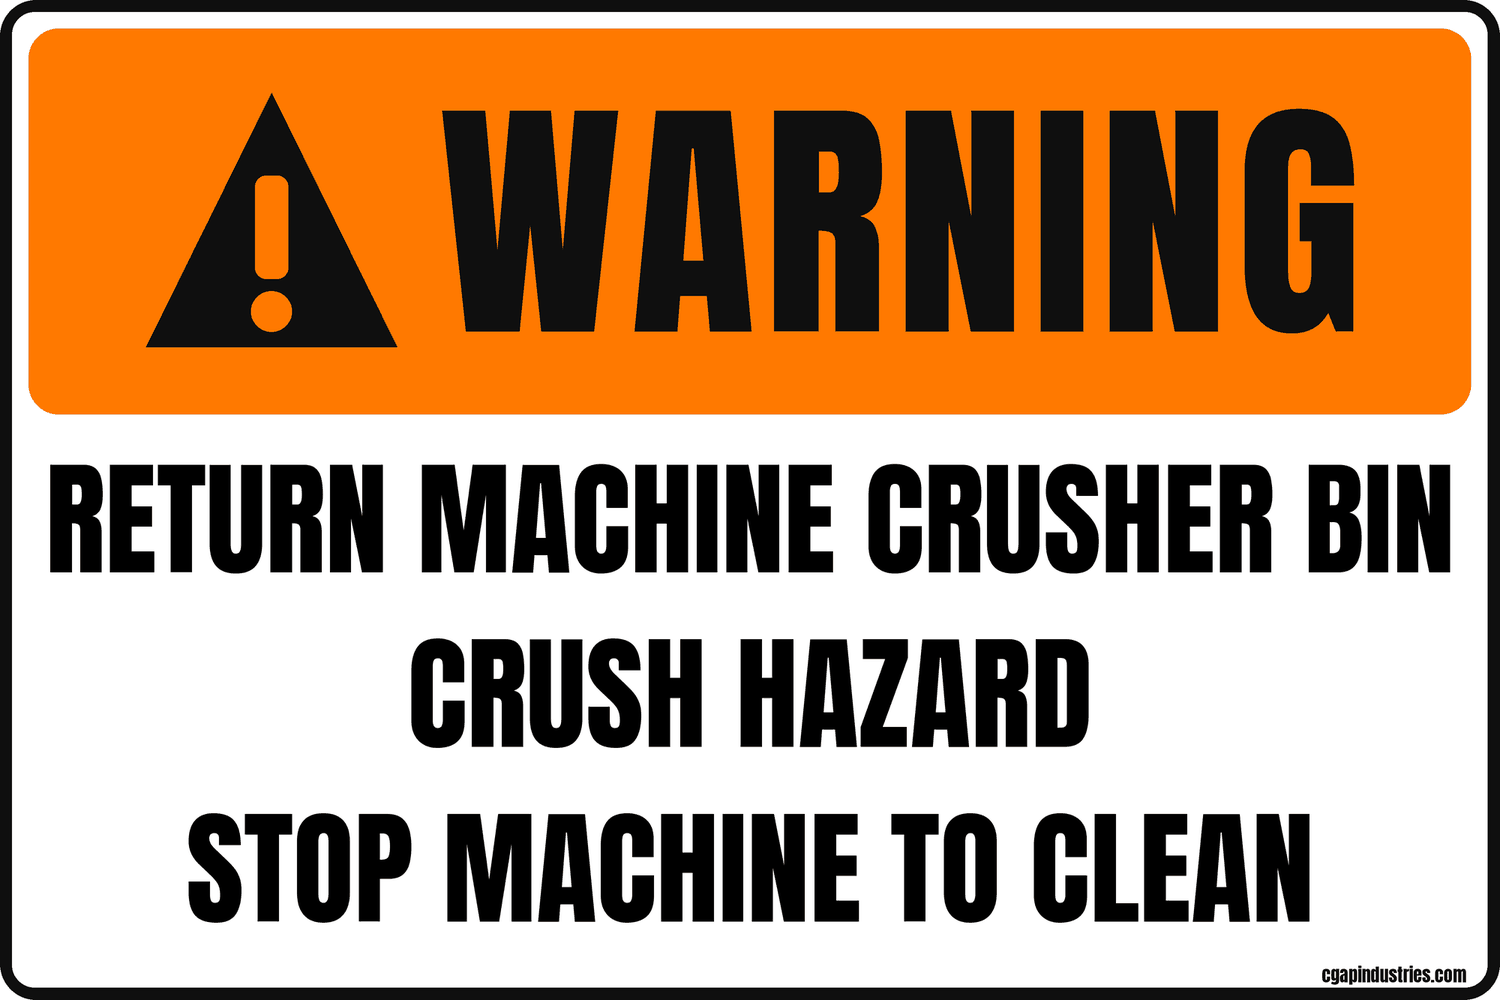 WARNING
RETURN MACHINE CRUSHER BIN
CRUSH HAZARD
STOP MACHINE TO CLEAN
cgapindustries.com